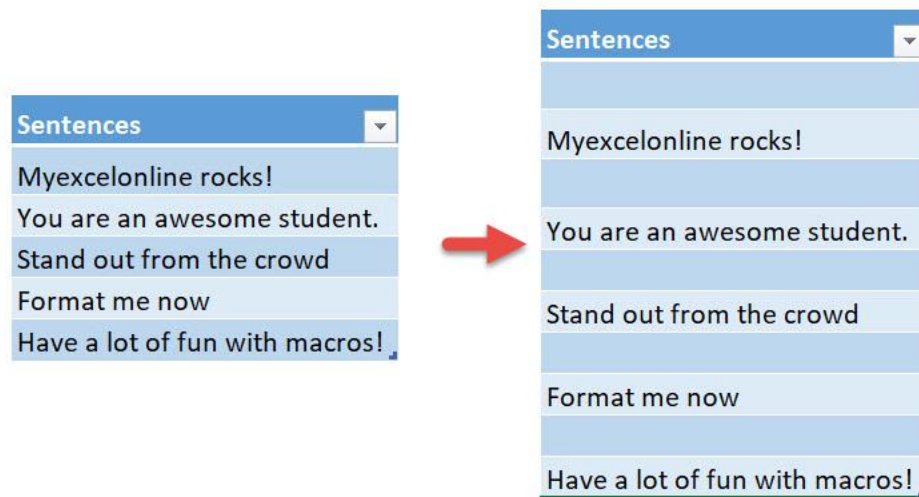 Sentences
Myexcelonline rocks!
You are an awesome student.
Stand out from the crowd
Format me now
Have a lot of fun with macros!
Sentences
Myexcelonline rocks!
You are an awesome student.
Stand out from the crowd
Format me now
Have a lot of fun with macros!